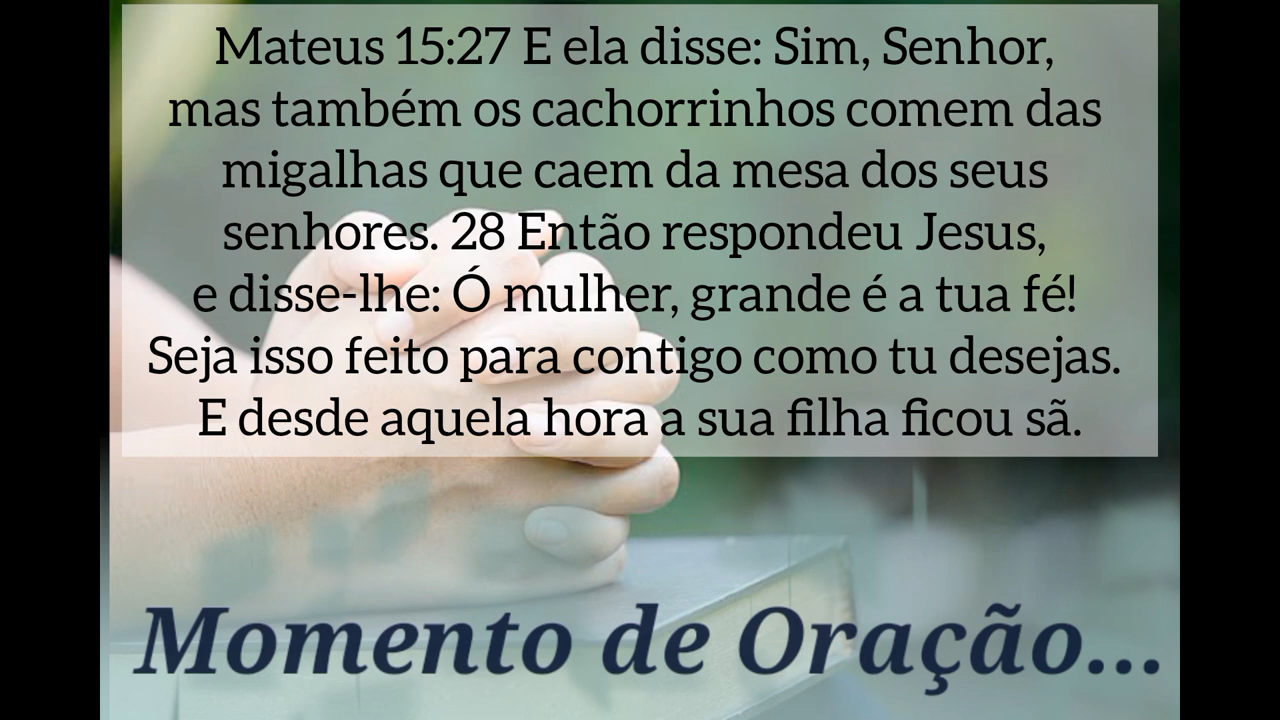 Mateus 15:27 E ela disse: Sim, Senhor,
mas também os cachorrinhos comem das
migalhas que caem da mesa dos seus
senhores. 28 Então respondeu Jesus,
e disse-lhe: Ó mulher, grande é a tua fé!
Seja isso feito para contigo como tu desejas.
E desde aquela hora a sua filha ficou sã.
Momento de Oração...